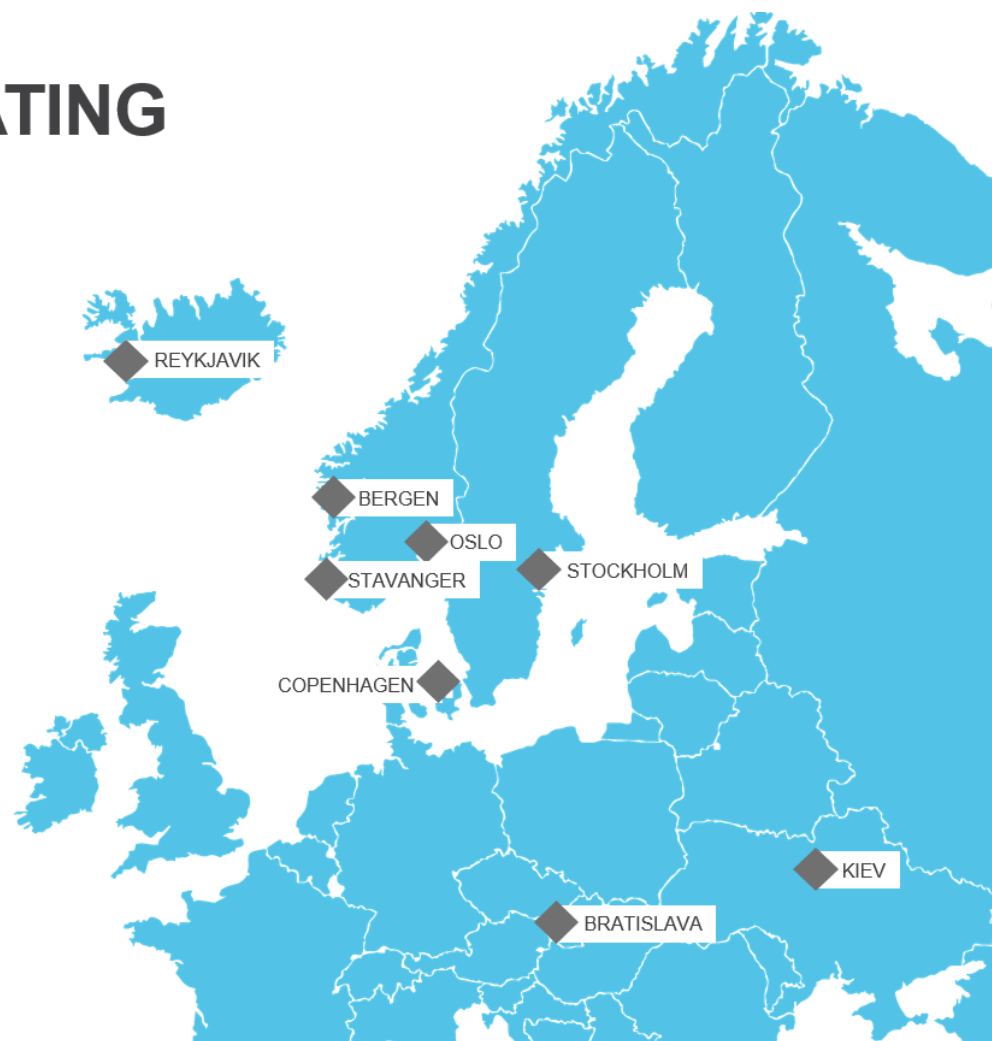 ATING
REYKJAVIK
BERGEN
OSLO
STOCKHOLM
STAVANGER
COPENHAGEN
KIEV
BRATISLAVA